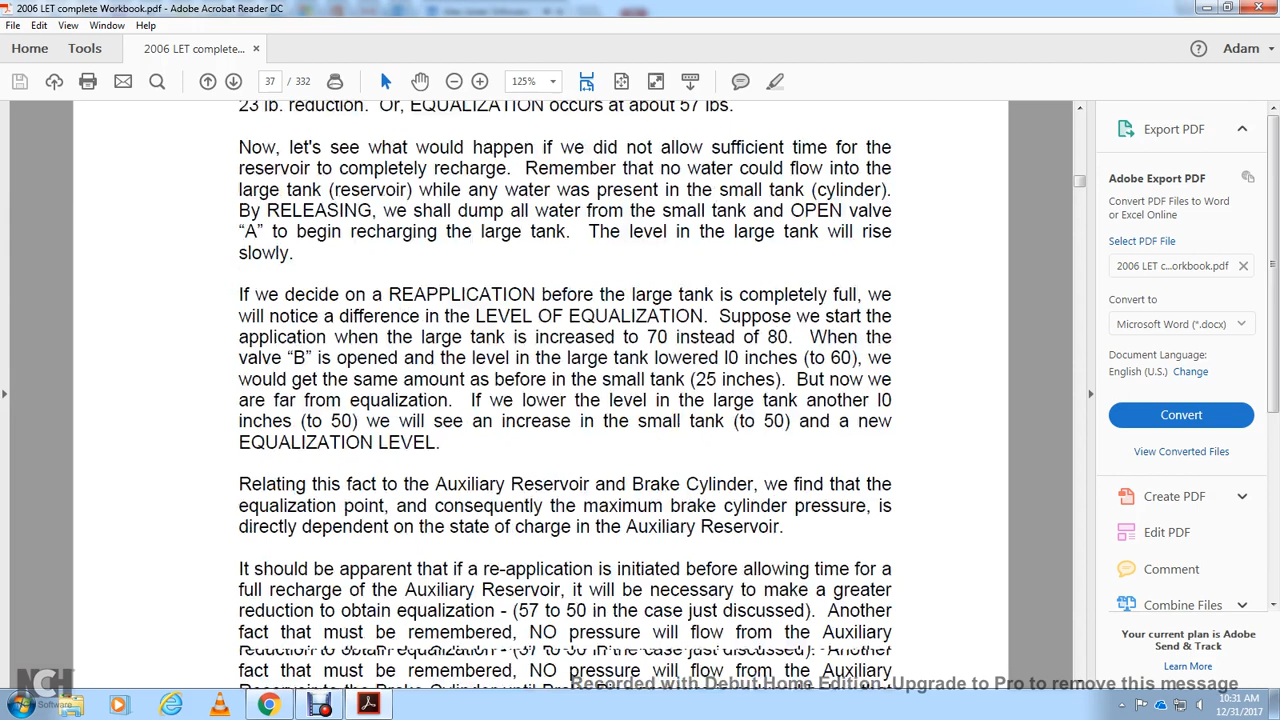 2006 LET complete Workbook.pdf - Adobe Acrobat Reader DC
File Edit View Window Help
Home Tools 2006 LET complete... × Adam
37 / 332 125%
23 lb. reduction. Or, EQUALIZATION occurs at about 57 lbs.
Now, let's see what would happen if we did not allow sufficient time for the
reservoir to completely recharge. Remember that no water could flow into the
large tank (reservoir) while any water was present in the small tank (cylinder).
By RELEASING, we shall dump all water from the small tank and OPEN valve
“A” to begin recharging the large tank. The level in the large tank will rise
slowly.
If we decide on a REAPPLICATION before the large tank is completely full, we
will notice a difference in the LEVEL OF EQUALIZATION. Suppose we start the
application when the large tank is increased to 70 instead of 80. When the
valve “B” is opened and the level in the large tank lowered l0 inches (to 60), we
would get the same amount as before in the small tank (25 inches). But now we
are far from equalization. If we lower the level in the large tank another l0
inches (to 50) we will see an increase in the small tank (to 50) and a new
EQUALIZATION LEVEL.
Relating this fact to the Auxiliary Reservoir and Brake Cylinder, we find that the
equalization point, and consequently the maximum brake cylinder pressure, is
directly dependent on the state of charge in the Auxiliary Reservoir.
It should be apparent that if a re-application is initiated before allowing time for a
full recharge of the Auxiliary Reservoir, it will be necessary to make a greater
reduction to obtain equalization - (57 to 50 in the case just discussed). Another
fact that must be remembered, NO pressure will flow from the Auxiliary
reduction to obtain equalization - (57 to 50 in the case just discussed). Another
fact that must be remembered, NO pressure will flow from the Auxiliary
Export PDF
Adobe Export PDF
Convert PDF Files to Word
or Excel Online
Select PDF File
2006 LET c...orkbook.pdf ×
Convert to
Microsoft Word (*.docx)
Document Language:
English (U.S.) Change
Convert
View Converted Files
Create PDF
Edit PDF
Comment
Combine Files
Your current plan is Adobe
Send & Track
Learn More
Recorded with Debut Home Edition. Upgrade to Pro to remove this message
NCH Software
10:31 AM
12/31/2017